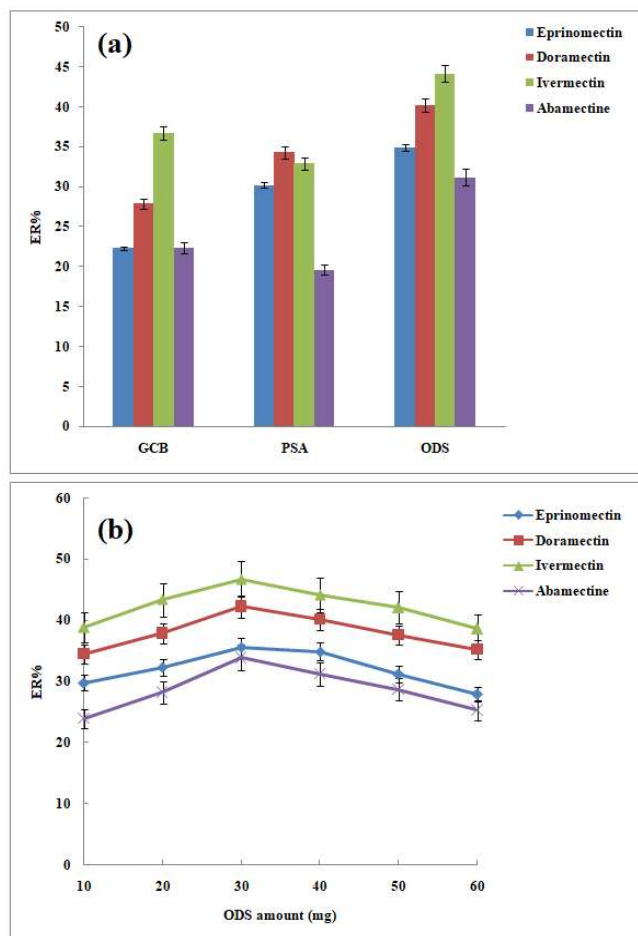 (a)
50
45
40
35
30
25
20
15
10
5
0
ER%
GCB PSA ODS
Eprinomectin
Doramectin
Ivermectin
Abamectine
(b)
60
50
40
30
20
10
0
ER%
10 20 30 40 50 60
ODS amount (mg)
Eprinomectin
Doramectin
Ivermectin
Abamectine